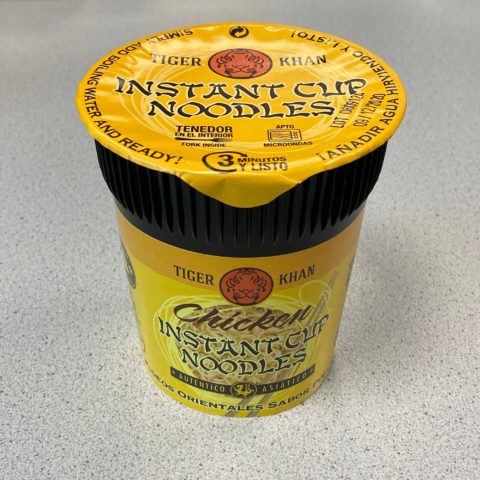 SIMPLY ADD BOILING WATER AND READY!
¡AÑADIR AGUA HIRVIENDO Y LISTO!
TIGER KHAN
INSTANT CUP
NOODLES
TENEDOR
EN EL INTERIOR
FORK INSIDE
APTO
MICROONDAS
3 MINUTOS
Y LISTO
TIGER KHAN
Chicken
INSTANT CUP
NOODLES
AUTÉNTICO ASIÁTICO
ORIENTALES SABOR